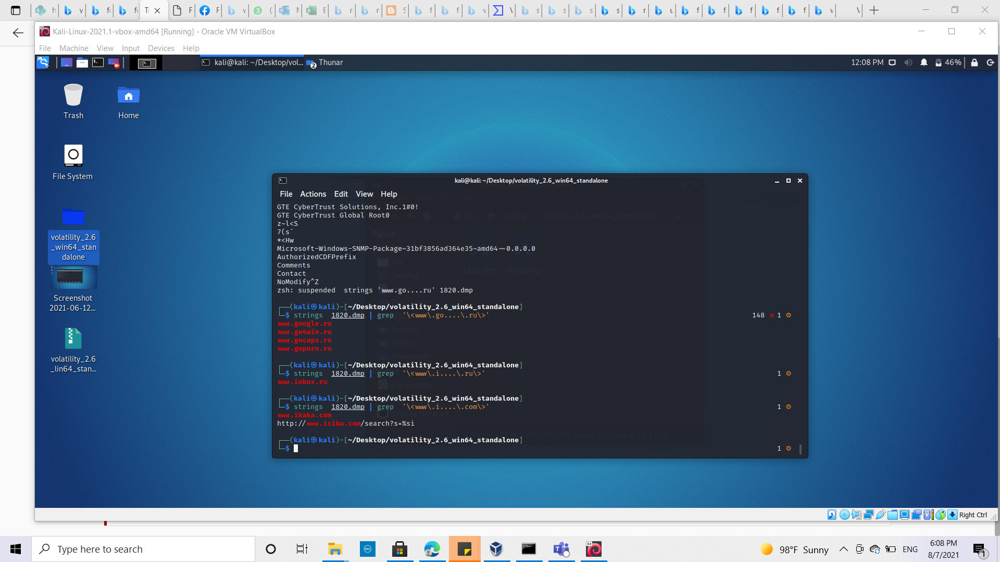 Kali-Linux-2021.1-vbox-amd64 [Running] - Oracle VM VirtualBox
File Machine View Input Devices Help
kali@kali: ~/Desktop/vol... 2 Thunar 12:08 PM 46%
Trash
Home
File System
volatility_2.6
_win64_stan
dalone
Screenshot
2021-06-12...
volatility_2.6
_lin64_stan...
kali@kali: ~/Desktop/volatility_2.6_win64_standalone
File Actions Edit View Help
GTE CyberTrust Solutions, Inc.1#0!
GTE CyberTrust Global Root0
z~l<S
7(s`
*<Hw
Microsoft-Windows-SNMP-Package~31bf3856ad364e35~amd64~~0.0.0.0
AuthorizedCDFPrefix
Comments
Contact
NoModify^Z
zsh: suspended  strings 'www.go....ru' 1820.dmp
┌──(kali㉿kali)-[~/Desktop/volatility_2.6_win64_standalone]
└─$ strings  1820.dmp | grep  '\<www\.go....\.ru\>' 148 ⨯ 1 ⚙
www.google.ru
www.go4win.ru
www.gocaps.ru
www.goporn.ru
┌──(kali㉿kali)-[~/Desktop/volatility_2.6_win64_standalone]
└─$ strings  1820.dmp | grep  '\<www\.i....\.ru\>' 1 ⚙
www.inbox.ru
┌──(kali㉿kali)-[~/Desktop/volatility_2.6_win64_standalone]
└─$ strings  1820.dmp | grep  '\<www\.i....\.com\>' 1 ⚙
www.ikaka.com
http://www.iciba.com/search?s=%si
┌──(kali㉿kali)-[~/Desktop/volatility_2.6_win64_standalone]
└─$ 1 ⚙
Right Ctrl
Type here to search
98°F Sunny ENG
6:08 PM
8/7/2021
1